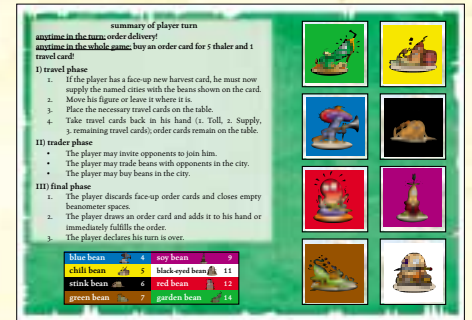 summary of player turn
anytime in the turn: order delivery!
anytime in the whole game: buy an order card for 5 thaler and 1
travel card!
I) travel phase
1. If the player has a face-up new harvest card, he must now
supply the named cities with the beans shown on the card.
2. Move his figure or leave it where it is.
3. Place the necessary travel cards on the table.
4. Take travel cards back in his hand (1. Toll, 2. Supply,
3. remaining travel cards); order cards remain on the table.
II) trader phase
• The player may invite opponents to join him.
• The player may trade beans with opponents in the city.
• The player may buy beans in the city.
III) final phase
1. The player discards face-up order cards and closes empty
beanometer spaces.
2. The player draws an order card and adds it to his hand or
immediately fulfills the order.
3. The player declares his turn is over.
blue bean 4 soy bean 9
chili bean 5 black-eyed bean 11
stink bean 6 red bean 12
green bean 7 garden bean 14